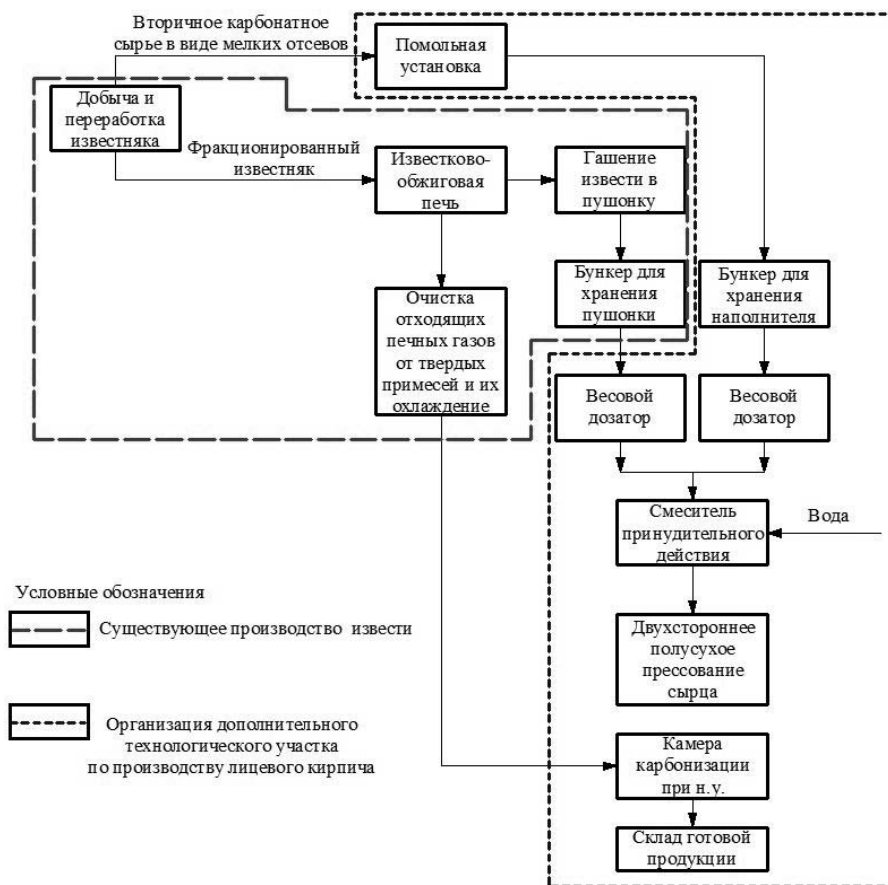 Вторичное карбонатное
сырье в виде мелких отсевов
Помольная
установка
Добыча и
переработка
известняка
Фракционированный
известняк
Известково-
обжиговая
печь
Гашение
извести в
пушонку
Очистка
отходящих
печных газов
от твердых
примесей и их
охлаждение
Бункер для
хранения
пушонки
Бункер для
хранения
наполнителя
Весовой
дозатор
Весовой
дозатор
Смеситель
принудительного
действия
Вода
Двухстороннее
полусухое
прессование
сырца
Камера
карбонизации
при н.у.
Склад готовой
продукции
Условные обозначения
Существующее производство извести
Организация дополнительного
технологического участка
по производству лицевого кирпича